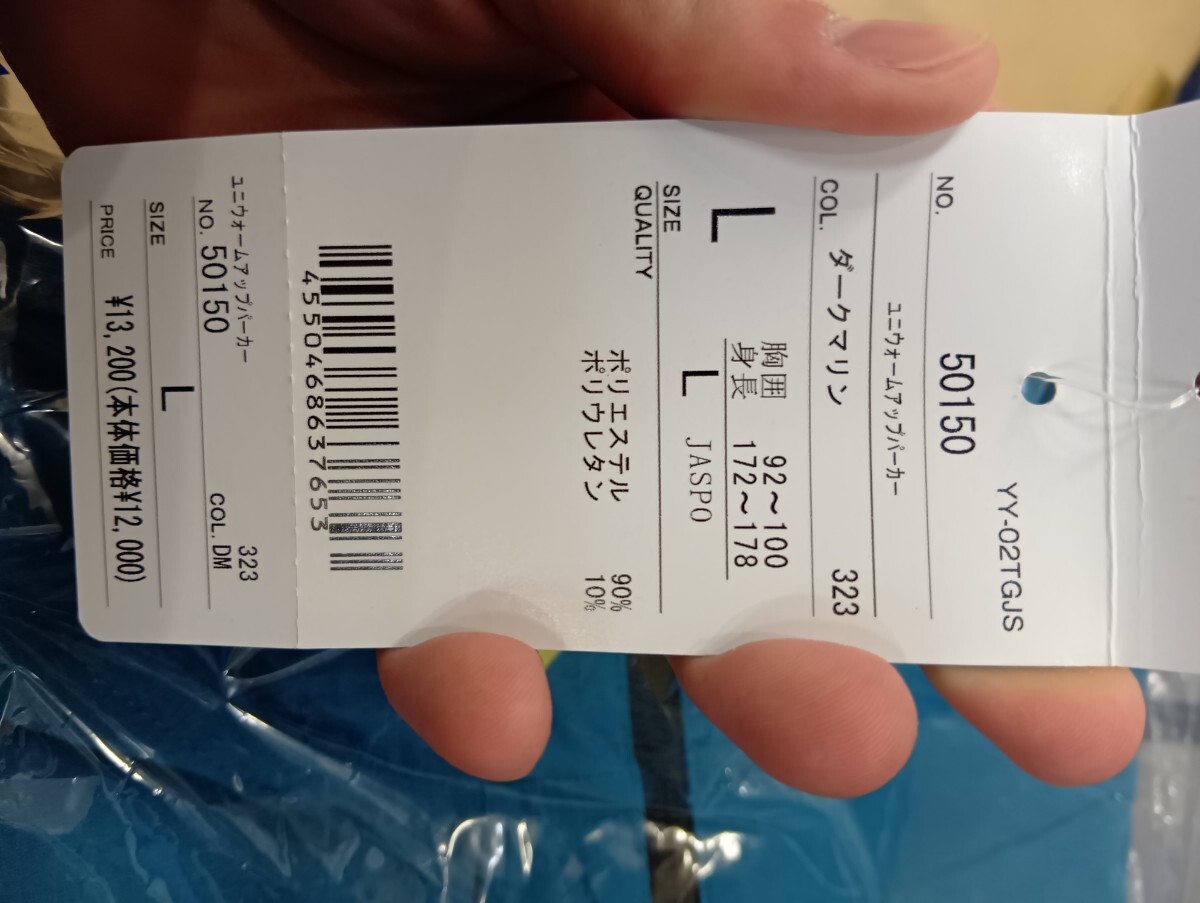 YY-02TGJS
NO. 50150
ユニウォームアップパーカー
COL. ダークマリン 323
SIZE
L
胸囲 92～100
身長 172～178
L JASPO
QUALITY
ポリエステル 90%
ポリウレタン 10%
4550468637653
ユニウォームアップパーカー
323
NO. 50150 COL. DM
SIZE L
PRICE ¥13,200(本体価格¥12,000)